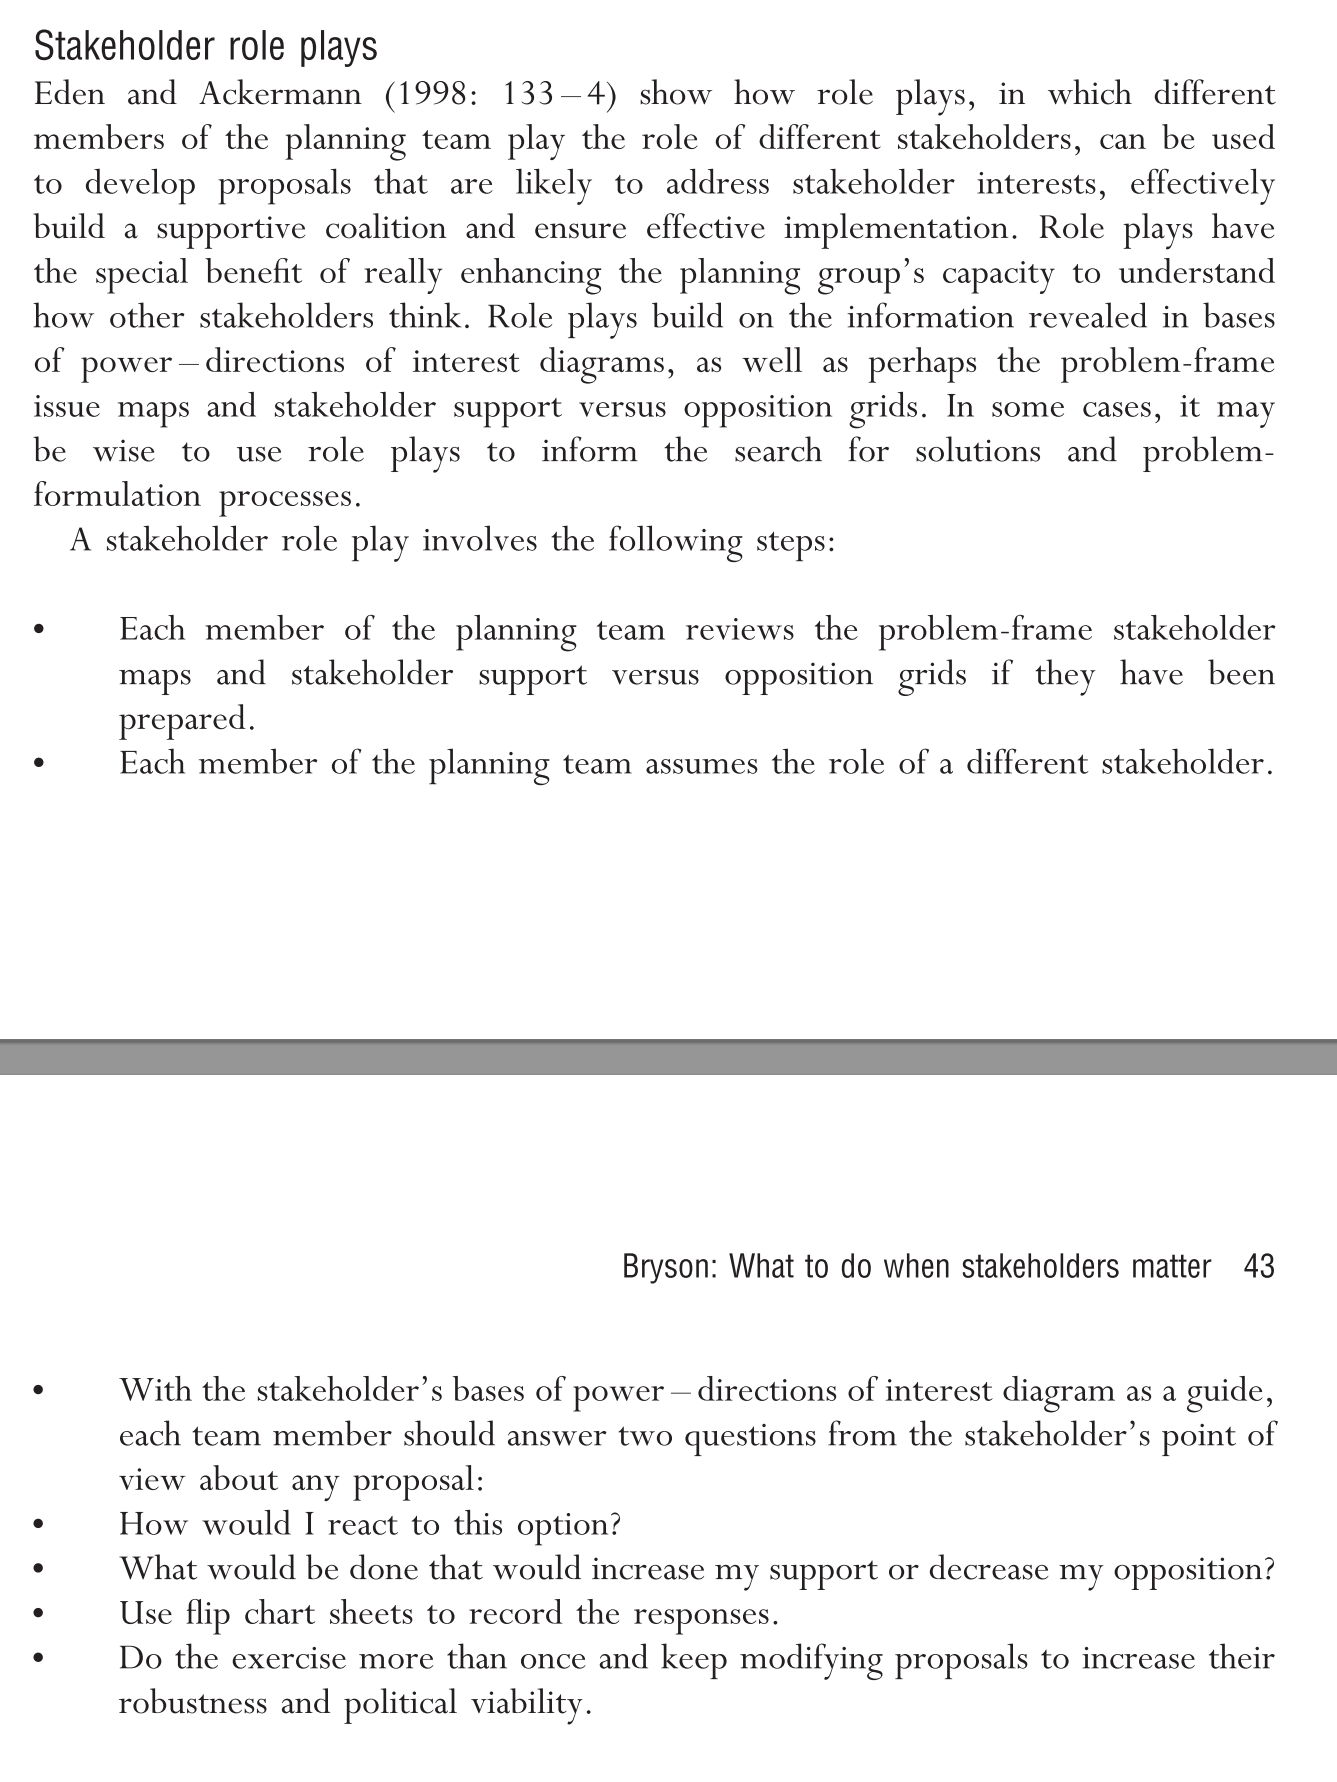 Stakeholder role plays
Eden and Ackermann (1998: 133–4) show how role plays, in which different
members of the planning team play the role of different stakeholders, can be used
to develop proposals that are likely to address stakeholder interests, effectively
build a supportive coalition and ensure effective implementation. Role plays have
the special benefit of really enhancing the planning group’s capacity to understand
how other stakeholders think. Role plays build on the information revealed in bases
of power–directions of interest diagrams, as well as perhaps the problem-frame
issue maps and stakeholder support versus opposition grids. In some cases, it may
be wise to use role plays to inform the search for solutions and problem-
formulation processes.
A stakeholder role play involves the following steps:
• Each member of the planning team reviews the problem-frame stakeholder
maps and stakeholder support versus opposition grids if they have been
prepared.
• Each member of the planning team assumes the role of a different stakeholder.
Bryson: What to do when stakeholders matter 43
• With the stakeholder’s bases of power–directions of interest diagram as a guide,
each team member should answer two questions from the stakeholder’s point of
view about any proposal:
• How would I react to this option?
• What would be done that would increase my support or decrease my opposition?
• Use flip chart sheets to record the responses.
• Do the exercise more than once and keep modifying proposals to increase their
robustness and political viability.